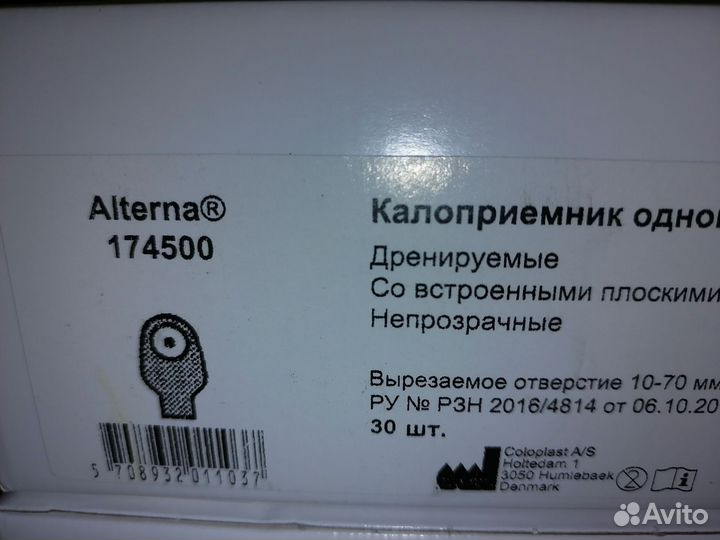 Alterna®
174500
5 708932 011037
Калоприемник
Дренируемые
Со встроенными плоскими
Непрозрачные
Вырезаемое отверстие 10-70 мм
РУ № РЗН 2016/4814 от 06.10.20
30 шт.
Coloplast A/S
Holtedam 1
3050 Humlebaek
Denmark
2
i
Avito